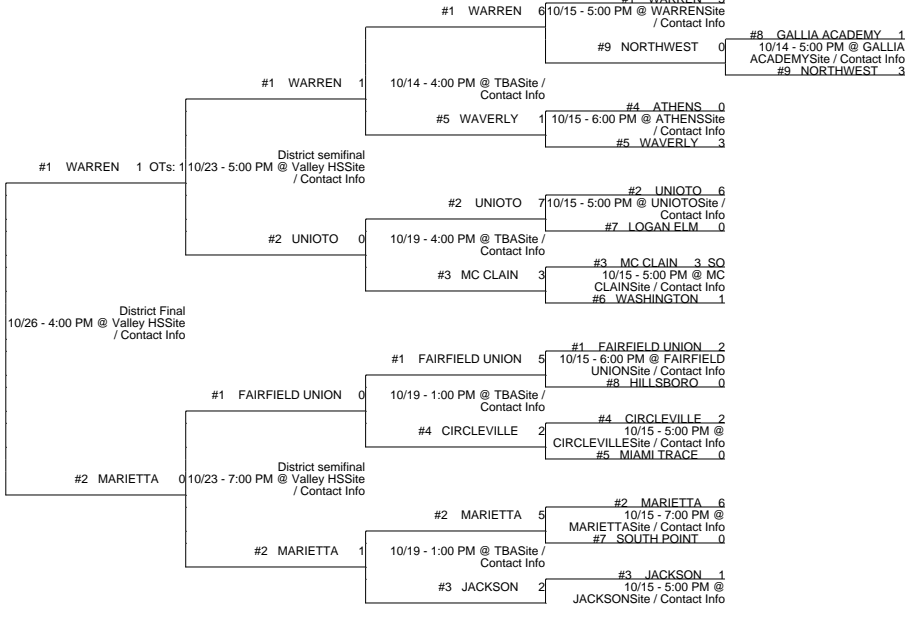 #1 WARREN 3
#1 WARREN 6
10/15 - 5:00 PM @ WARRENSite
/ Contact Info
#8 GALLIA ACADEMY 1
#9 NORTHWEST 0
10/14 - 5:00 PM @ GALLIA
ACADEMYSite / Contact Info
#9 NORTHWEST 3
#1 WARREN 1
10/14 - 4:00 PM @ TBASite /
Contact Info
#4 ATHENS 0
#5 WAVERLY 1
10/15 - 6:00 PM @ ATHENSSite
/ Contact Info
#5 WAVERLY 3
#1 WARREN 1 OTs: 1
District semifinal
10/23 - 5:00 PM @ Valley HSSite
/ Contact Info
#2 UNIOTO 6
#2 UNIOTO 7
10/15 - 5:00 PM @ UNIOTOSite /
Contact Info
#7 LOGAN ELM 0
#2 UNIOTO 0
10/19 - 4:00 PM @ TBASite /
Contact Info
#3 MC CLAIN 3 SO
#3 MC CLAIN 3
10/15 - 5:00 PM @ MC
CLAINSite / Contact Info
#6 WASHINGTON 1
District Final
10/26 - 4:00 PM @ Valley HSSite
/ Contact Info
#1 FAIRFIELD UNION 2
#1 FAIRFIELD UNION 5
10/15 - 6:00 PM @ FAIRFIELD
UNIONSite / Contact Info
#8 HILLSBORO 0
#1 FAIRFIELD UNION 0
10/19 - 1:00 PM @ TBASite /
Contact Info
#4 CIRCLEVILLE 2
#4 CIRCLEVILLE 2
10/15 - 5:00 PM @
CIRCLEVILLESite / Contact Info
#5 MIAMI TRACE 0
#2 MARIETTA 0
District semifinal
10/23 - 7:00 PM @ Valley HSSite
/ Contact Info
#2 MARIETTA 6
#2 MARIETTA 5
10/15 - 7:00 PM @
MARIETTASite / Contact Info
#7 SOUTH POINT 0
#2 MARIETTA 1
10/19 - 1:00 PM @ TBASite /
Contact Info
#3 JACKSON 1
#3 JACKSON 2
10/15 - 5:00 PM @
JACKSONSite / Contact Info